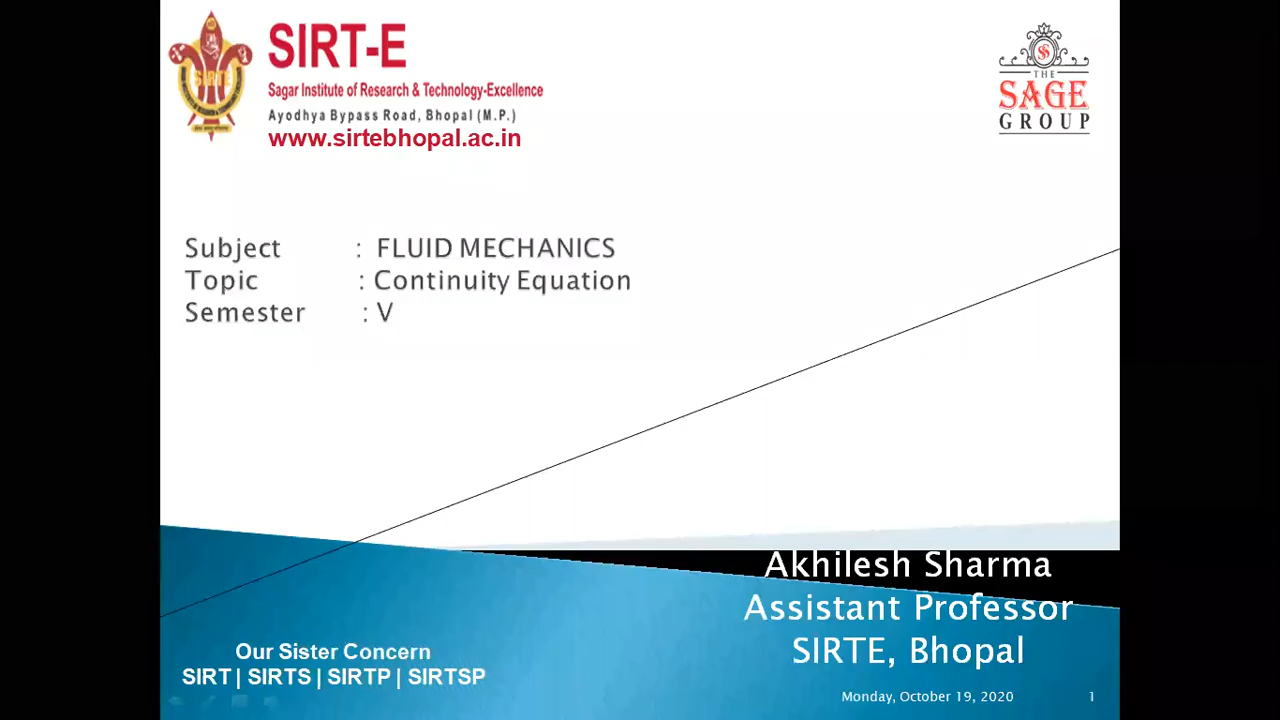 SIRT-E
Sagar Institute of Research & Technology-Excellence
Ayodhya Bypass Road, Bhopal (M.P.)
www.sirtebhopal.ac.in
SIRTE
THE
SAGE
GROUP
Subject : FLUID MECHANICS
Topic : Continuity Equation
Semester : V
Akhilesh Sharma
Assistant Professor
SIRTE, Bhopal
Our Sister Concern
SIRT | SIRTS | SIRTP | SIRTSP
Monday, October 19, 2020 1